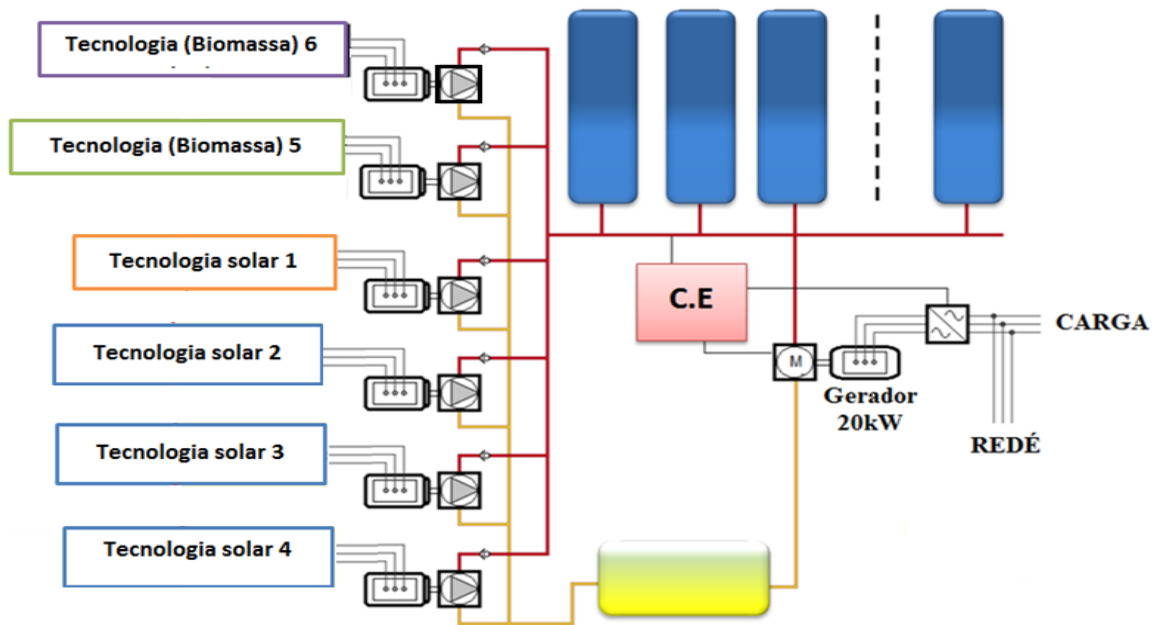 Tecnologia (Biomassa) 6
Tecnologia (Biomassa) 5
Tecnologia solar 1
Tecnologia solar 2
Tecnologia solar 3
Tecnologia solar 4
C.E
M
Gerador
20kW
CARGA
REDÉ